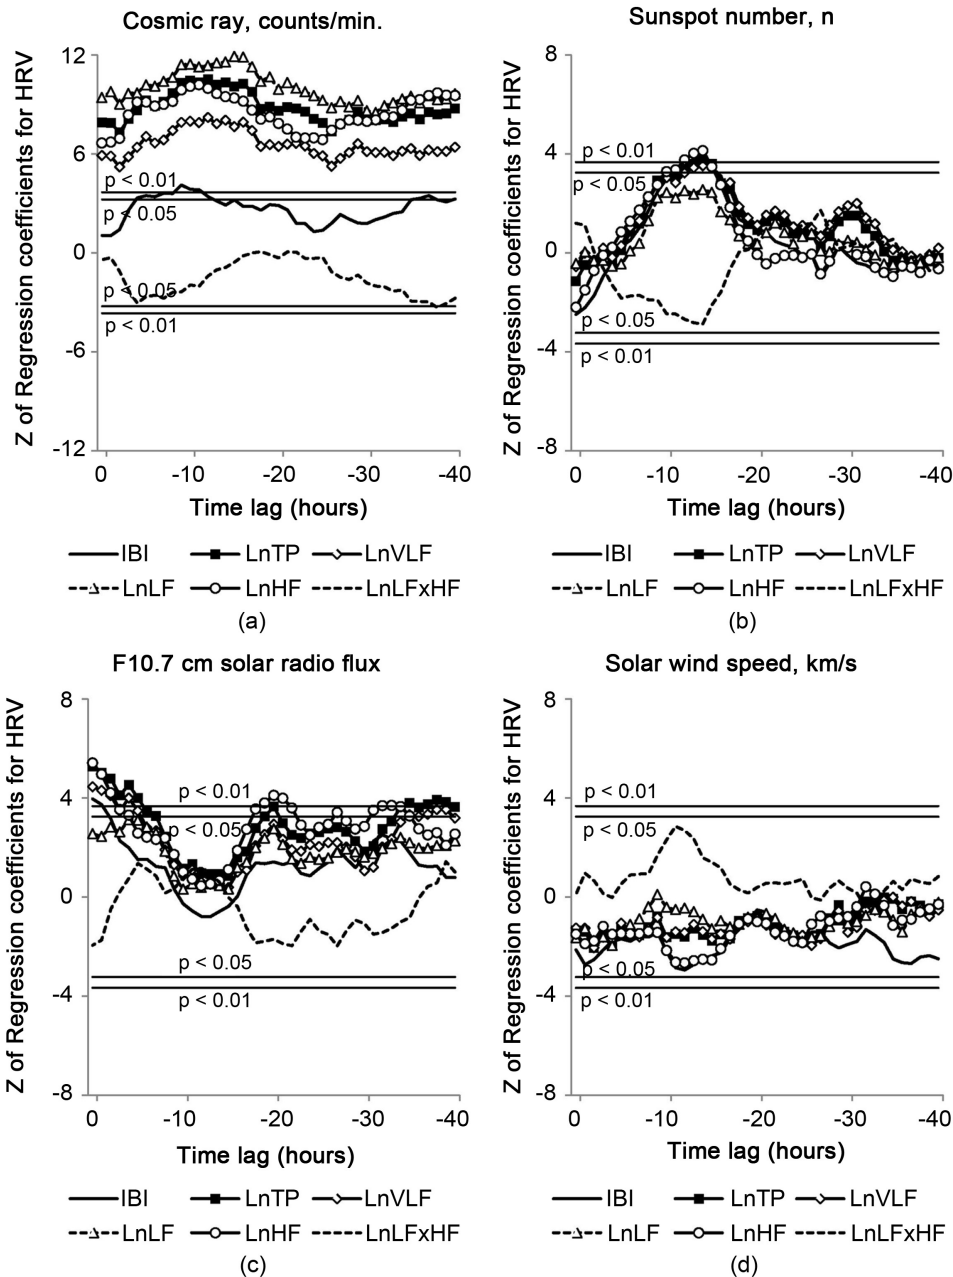 Cosmic ray, counts/min.
Z of Regression coefficients for HRV
12
6
0
-6
-12
p < 0.01
p < 0.05
p < 0.05
p < 0.01
0 -10 -20 -30 -40
Time lag (hours)
IBI LnTP LnVLF
LnLF LnHF LnLFxHF
(a)
Sunspot number, n
Z of Regression coefficients for HRV
8
4
0
-4
-8
p < 0.01
p < 0.05
p < 0.05
p < 0.01
0 -10 -20 -30 -40
Time lag (hours)
IBI LnTP LnVLF
LnLF LnHF LnLFxHF
(b)
F10.7 cm solar radio flux
Z of Regression coefficients for HRV
8
4
0
-4
-8
p < 0.01
p < 0.05
p < 0.05
p < 0.01
0 -10 -20 -30 -40
Time lag (hours)
IBI LnTP LnVLF
LnLF LnHF LnLFxHF
(c)
Solar wind speed, km/s
Z of Regression coefficients for HRV
8
4
0
-4
-8
p < 0.01
p < 0.05
p < 0.05
p < 0.01
0 -10 -20 -30 -40
Time lag (hours)
IBI LnTP LnVLF
LnLF LnHF LnLFxHF
(d)